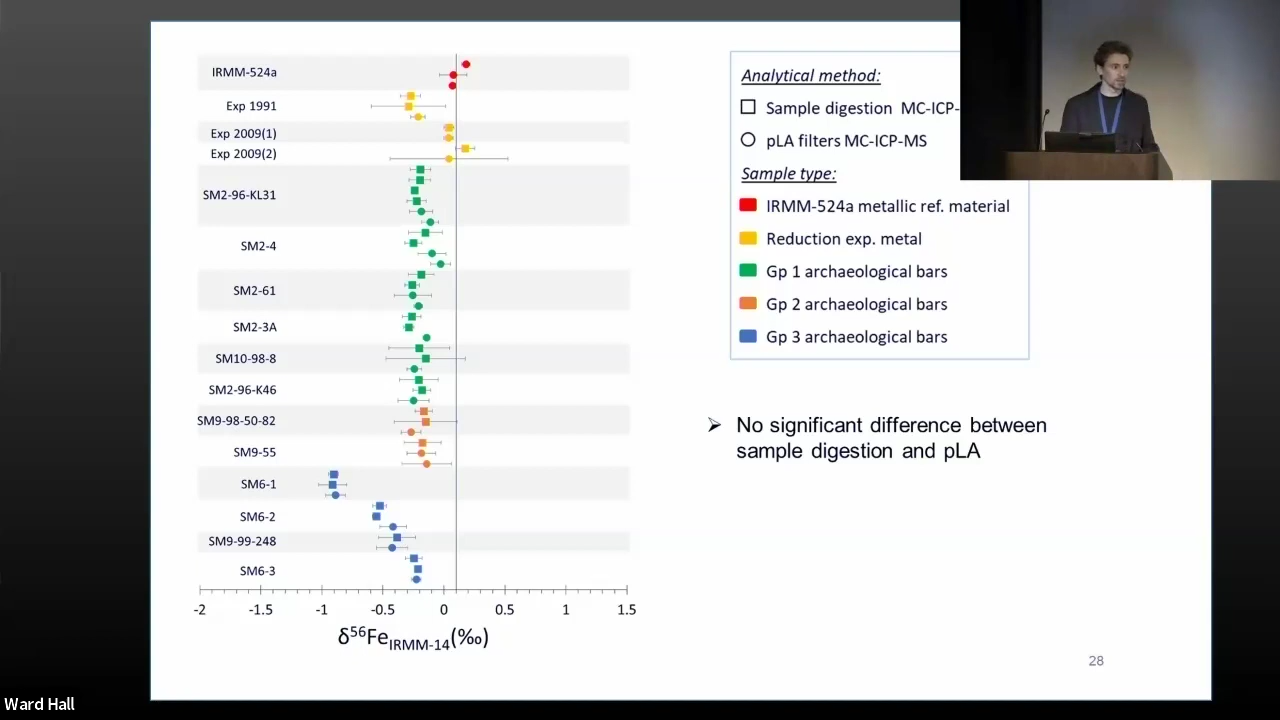 IRMM-524a
Exp 1991
Exp 2009(1)
Exp 2009(2)
SM2-96-KL31
SM2-4
SM2-61
SM2-3A
SM10-98-8
SM2-96-K46
SM9-98-50-82
SM9-55
SM6-1
SM6-2
SM9-99-248
SM6-3
-2 -1.5 -1 -0.5 0 0.5 1 1.5
δ⁵⁶Fe IRMM-14 (‰)
Analytical method:
Sample digestion MC-ICP-
pLA filters MC-ICP-MS
Sample type:
IRMM-524a metallic ref. material
Reduction exp. metal
Gp 1 archaeological bars
Gp 2 archaeological bars
Gp 3 archaeological bars
➢ No significant difference between
sample digestion and pLA
28
Ward Hall